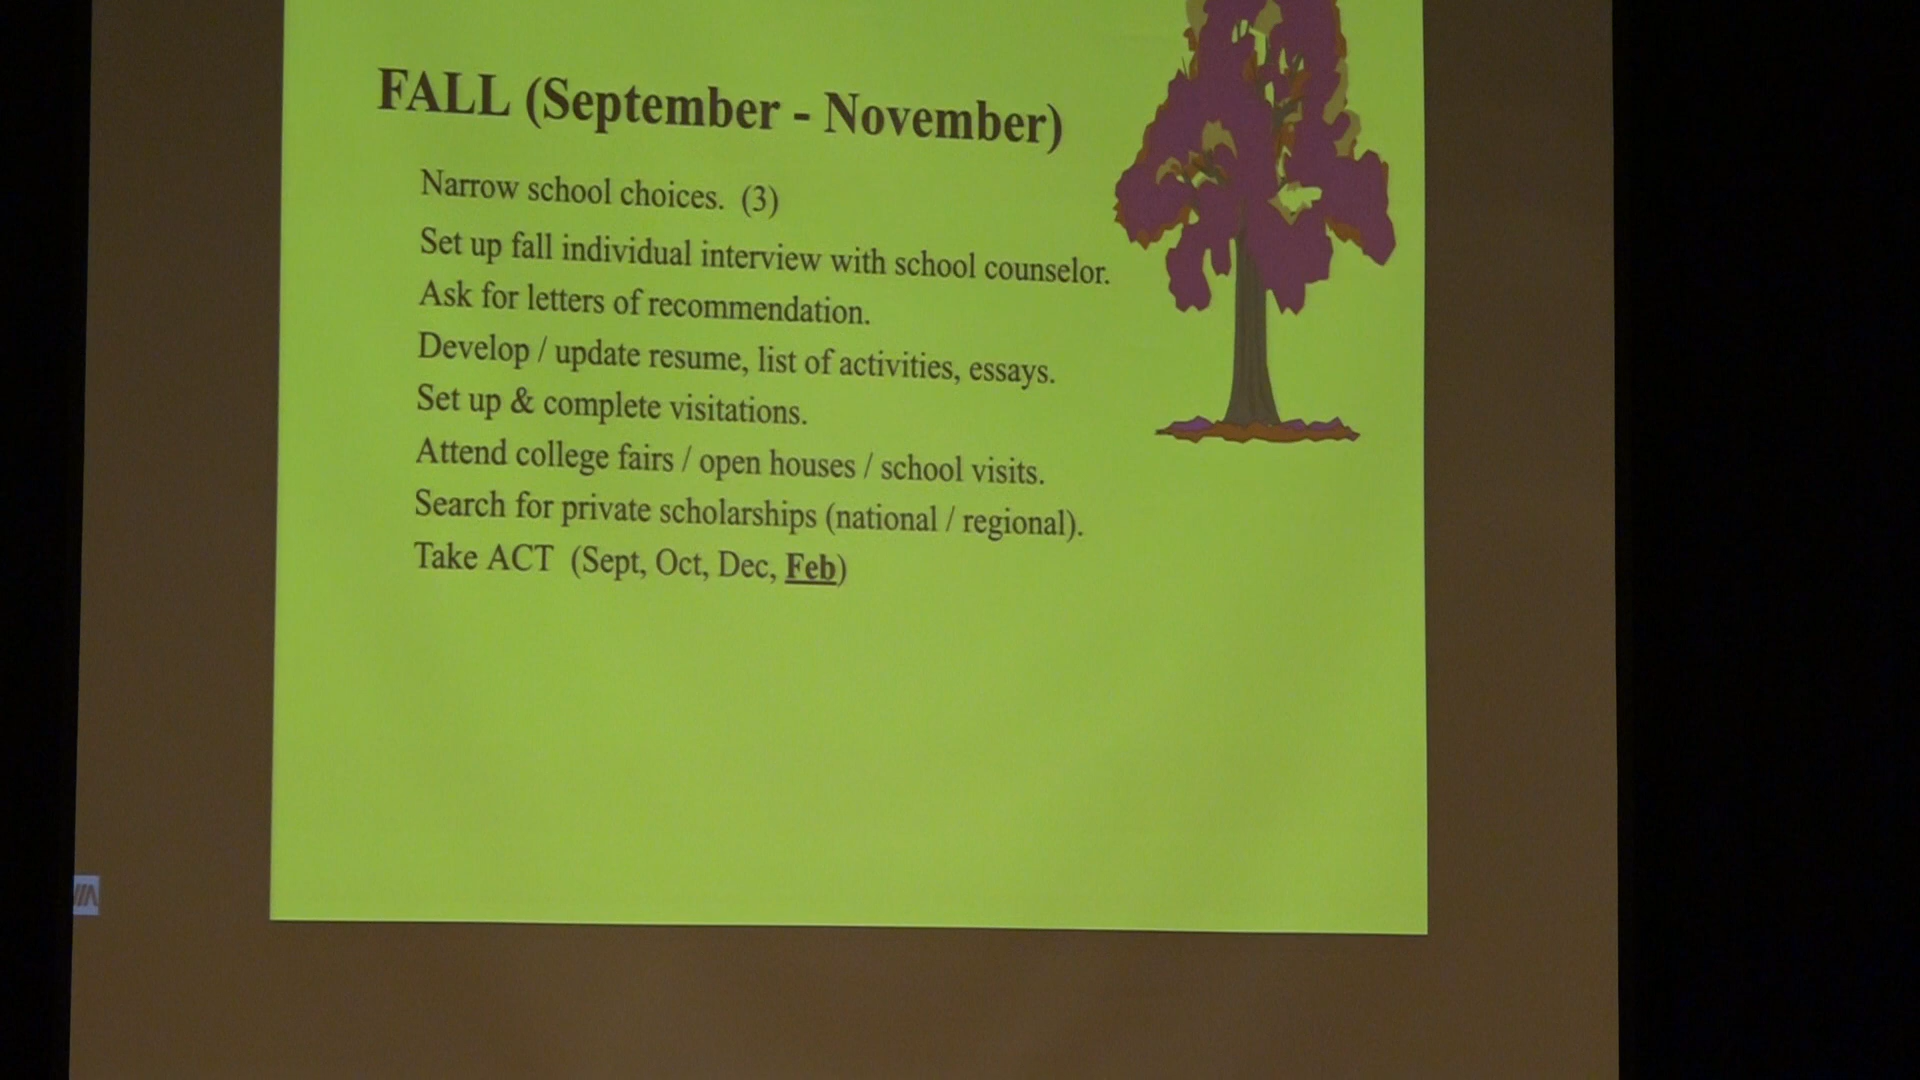 FALL (September - November)
Narrow school choices. (3)
Set up fall individual interview with school counselor.
Ask for letters of recommendation.
Develop / update resume, list of activities, essays.
Set up & complete visitations.
Attend college fairs / open houses / school visits.
Search for private scholarships (national / regional).
Take ACT (Sept, Oct, Dec, Feb)